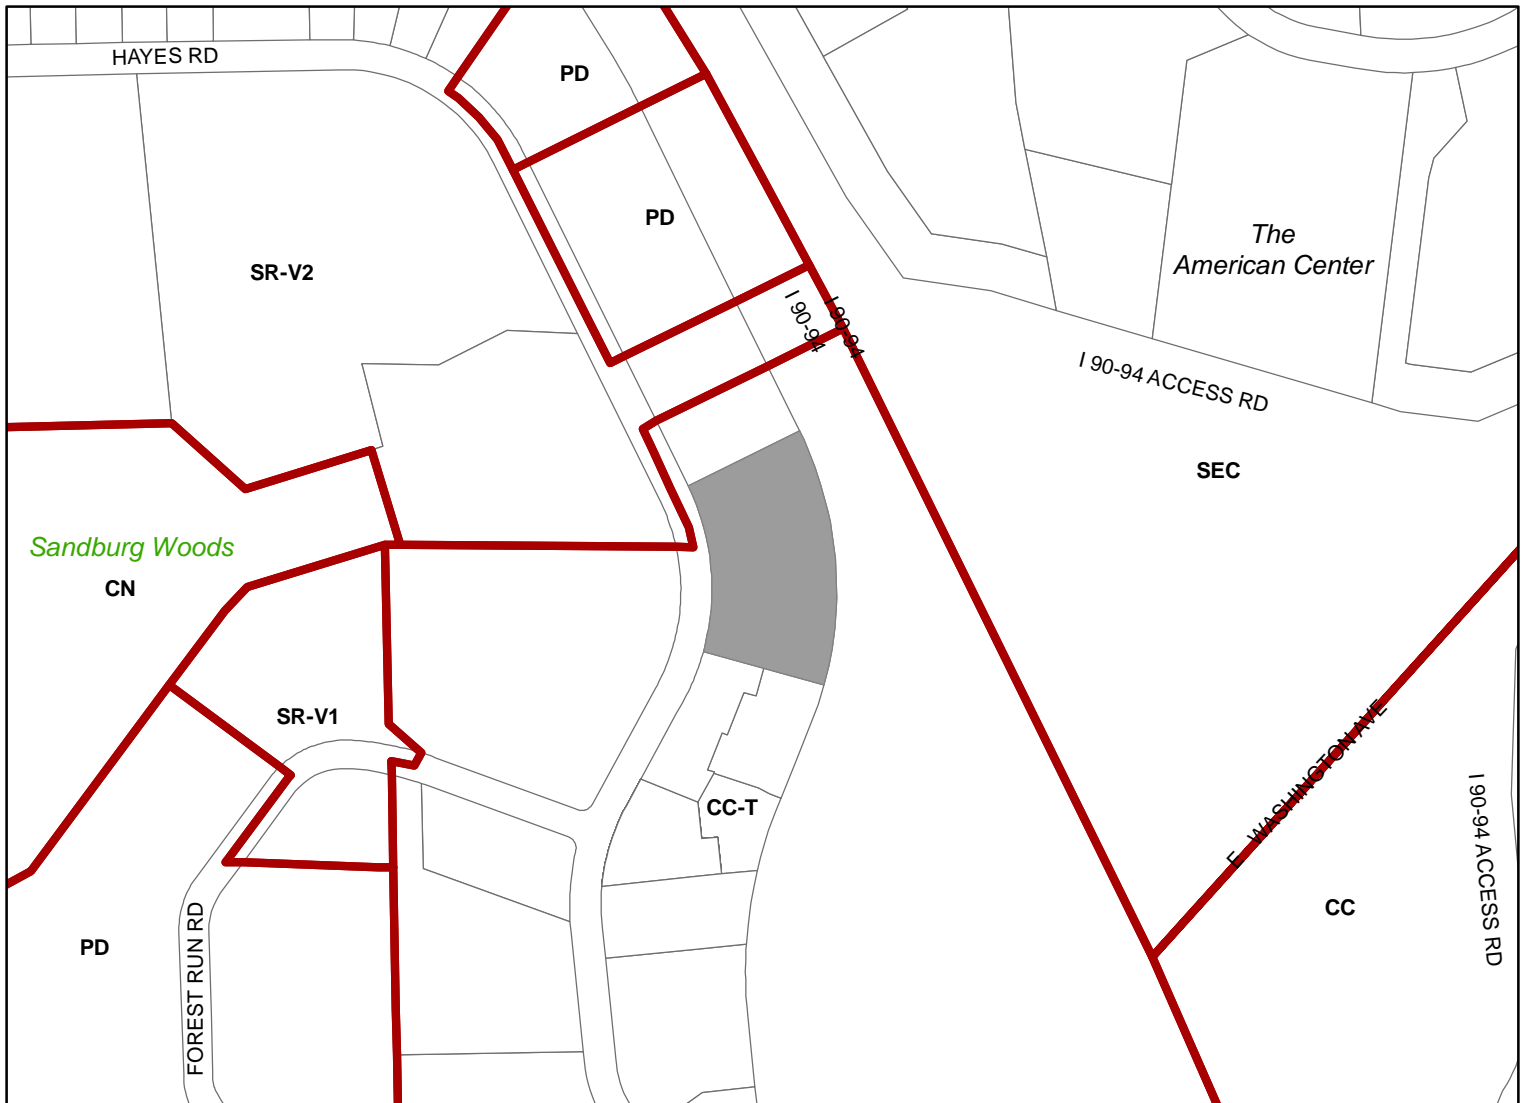 HAYES RD
PD
PD
The
American Center
SR-V2
I 90-94
I 90-94
I 90-94 ACCESS RD
SEC
Sandburg Woods
CN
SR-V1
E WASHINGTON AVE
CC-T
I 90-94 ACCESS RD
CC
PD
FOREST RUN RD